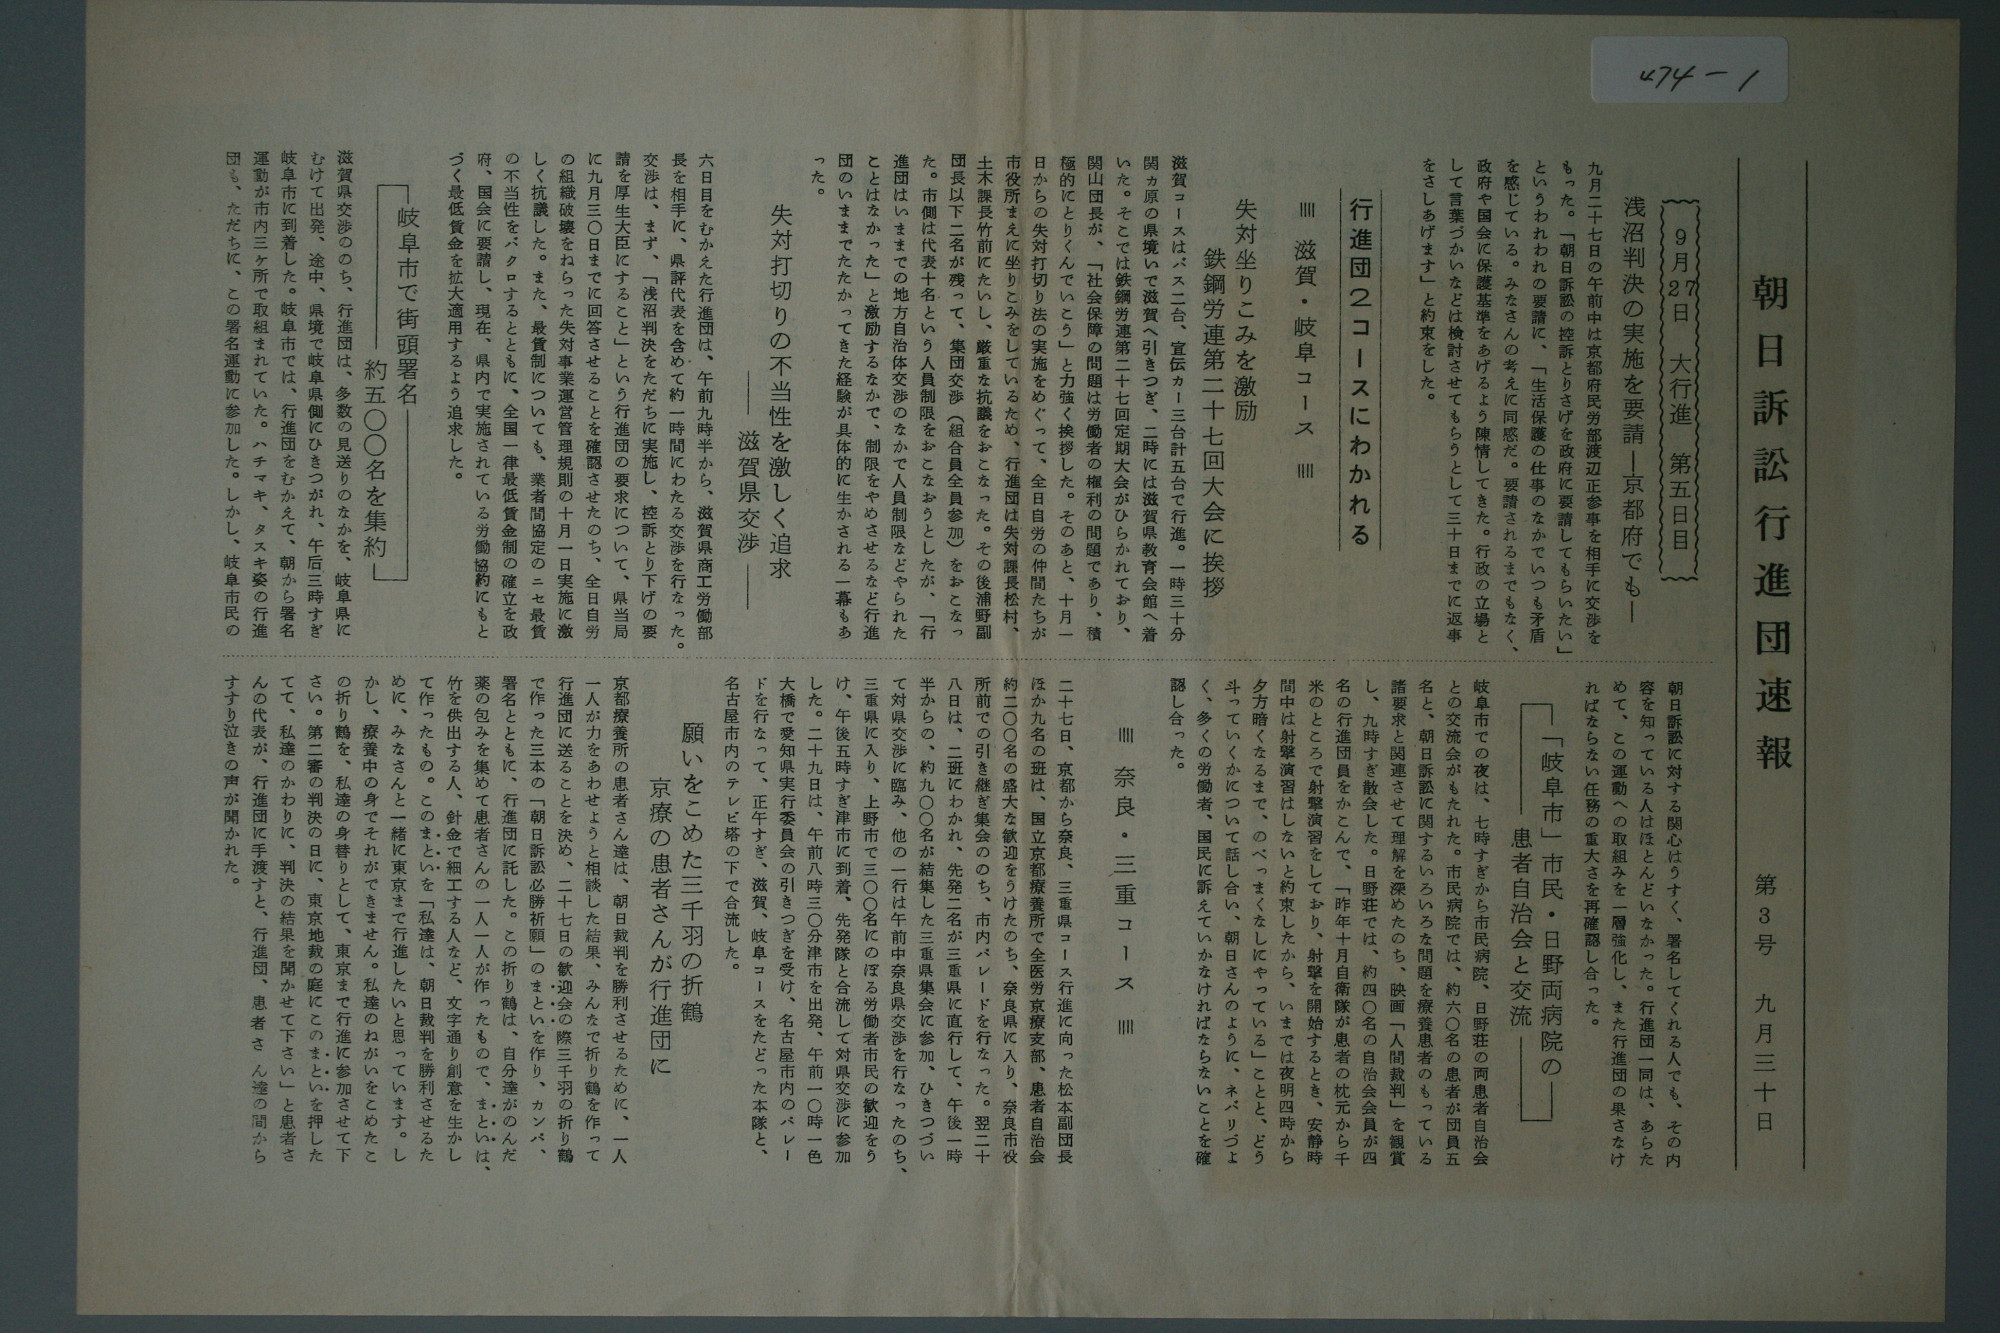 474-1
朝日訴訟行進団速報　第3号　九月三十日
9月27日　大行進　第五日目
浅沼判決の実施を要請―京都府でも―
九月二十七日の午前中は京都府民労部渡辺正参事を相手に交渉を
もった。「朝日訴訟の控訴とりさげを政府に要請してもらいたい」
というわれわれの要請に、「生活保護の仕事のなかでいつも矛盾
を感じている。みなさんの考えに同感だ。要請されるまでもなく、
政府や国会に保護基準をあげるよう陳情してきた。行政の立場と
して言葉づかいなどは検討させてもらうとして三十日までに返事
をさしあげます」と約束をした。
行進団2コースにわかれる
滋賀・岐阜コース
失対坐りこみを激励
鉄鋼労連第二十七回大会に挨拶
滋賀コースはバス二台、宣伝カー三台計五台で行進。一時三十分
関ヵ原の県境いで滋賀へ引きつぎ、二時には滋賀県教育会館へ着
いた。そこでは鉄鋼労連第二十七回定期大会がひらかれており、
関山団長が、「社会保障の問題は労働者の権利の問題であり、積
極的にとりくんでいこう」と力強く挨拶した。そのあと、十月一
日からの失対打切り法の実施をめぐって、全日自労の仲間たちが
市役所まえに坐りこみをしているため、行進団は失対課長松村、
土木課長竹前にたいし、厳重な抗議をおこなった。その後浦野副
団長以下二名が残って、集団交渉（組合員全員参加）をおこなっ
た。市側は代表十名という人員制限をおこなおうとしたが、「行
進団はいままでの地方自治体交渉のなかで人員制限などやられた
ことはなかった」と激励するなかで、制限をやめさせるなど行進
団のいままでたたかってきた経験が具体的に生かされる一幕もあ
った。
失対打切りの不当性を激しく追求
――滋賀県交渉――
六日目をむかえた行進団は、午前九時半から、滋賀県商工労働部
長を相手に、県評代表を含めて約一時間にわたる交渉を行なった。
交渉は、まず、「浅沼判決をただちに実施し、控訴とり下げの要
請を厚生大臣にすること」という行進団の要求について、県当局
に九月三〇日までに回答させることを確認させたのち、全日自労
の組織破壊をねらった失対事業運営管理規則の十月一日実施に激
しく抗議した。また、最賃制についても、業者間協定のニセ最賃
の不当性をバクロするとともに、全国一律最低賃金制の確立を政
府、国会に要請し、現在、県内で実施されている労働協約にもと
づく最低賃金を拡大適用するよう追求した。
岐阜市で街頭署名――
――約五〇〇名を集約
滋賀県交渉ののち、行進団は、多数の見送りのなかを、岐阜県に
むけて出発、途中、県境で岐阜県側にひきつがれ、午后三時すぎ
岐阜市に到着した。岐阜市では、行進団をむかえて、朝から署名
運動が市内三ヶ所で取組まれていた。ハチマキ、タスキ姿の行進
団も、ただちに、この署名運動に参加した。しかし、岐阜市民の
朝日訴訟に対する関心はうすく、署名してくれる人でも、その内
容を知っている人はほとんどいなかった。行進団一同は、あらた
めて、この運動への取組みを一層強化し、また行進団の果さなけ
ればならない任務の重大さを再確認し合った。
「岐阜市」市民・日野両病院の―
――患者自治会と交流―
岐阜市での夜は、七時すぎから市民病院、日野荘の両患者自治会
との交流会がもたれた。市民病院では、約六〇名の患者が団員五
名と、朝日訴訟に関するいろいろな問題を療養患者のもっている
諸要求と関連させて理解を深めたのち、映画「人間裁判」を観賞
し、九時すぎ散会した。日野荘では、約四〇名の自治会会員が四
名の行進団員をかこんで、「昨年十月自衛隊が患者の枕元から千
米のところで射撃演習をしており、射撃を開始するとき、安静時
間中は射撃演習はしないと約束したから、いまでは夜明四時から
夕方暗くなるまで、のべつまくなしにやっている」ことと、どう
斗っていくかについて話し合い、朝日さんのように、ネバリづよ
く、多くの労働者、国民に訴えていかなければならないことを確
認し合った。
奈良・三重コース
二十七日、京都から奈良、三重県コース行進に向った松本副団長
ほか九名の班は、国立京都療養所で全医労京療支部、患者自治会
約二〇〇名の盛大な歓迎をうけたのち、奈良県に入り、奈良市役
所前での引き継ぎ集会ののち、市内パレードを行なった。翌二十
八日は、二班にわかれ、先発二名が三重県に直行して、午後一時
半からの、約九〇〇名が結集した三重県集会に参加、ひきつづい
て対県交渉に臨み、他の一行は午前中奈良県交渉を行なったのち、
三重県に入り、上野市で三〇〇名にのぼる労働者市民の歓迎をう
け、午後五時すぎ津市に到着、先発隊と合流して対県交渉に参加
した。二十九日は、午前八時三〇分津市を出発、午前一〇時一色
大橋で愛知県実行委員会の引きつぎを受け、名古屋市内のパレー
ドを行なって、正午すぎ、滋賀、岐阜コースをたどった本隊と、
名古屋市内のテレビ塔の下で合流した。
願いをこめた三千羽の折鶴
京療の患者さんが行進団に
京都療養所の患者さん達は、朝日裁判を勝利させるために、一人
一人が力をあわせようと相談した結果、みんなで折り鶴を作って
行進団に送ることを決め、二十七日の歓迎会の際三千羽の折り鶴
で作った三本の「朝日訴訟必勝祈願」のまといを作り、カンパ、
署名とともに、行進団に託した。この折り鶴は、自分達がのんだ
薬の包みを集めて患者さんの一人一人が作ったもので、まといは、
竹を供出する人、針金で細工する人など、文字通り創意を生かし
て作ったもの。このまといを「私達は、朝日裁判を勝利させるた
めに、みなさんと一緒に東京まで行進したいと思っています。し
かし、療養中の身でそれができません。私達のねがいをこめたこ
の折り鶴を、私達の身替りとして、東京まで行進に参加させて下
さい。第二審の判決の日に、東京地裁の庭にこのまといを押した
てて、私達のかわりに、判決の結果を聞かせて下さい」と患者さ
んの代表が、行進団に手渡すと、行進団、患者さん達の間から
すすり泣きの声が聞かれた。